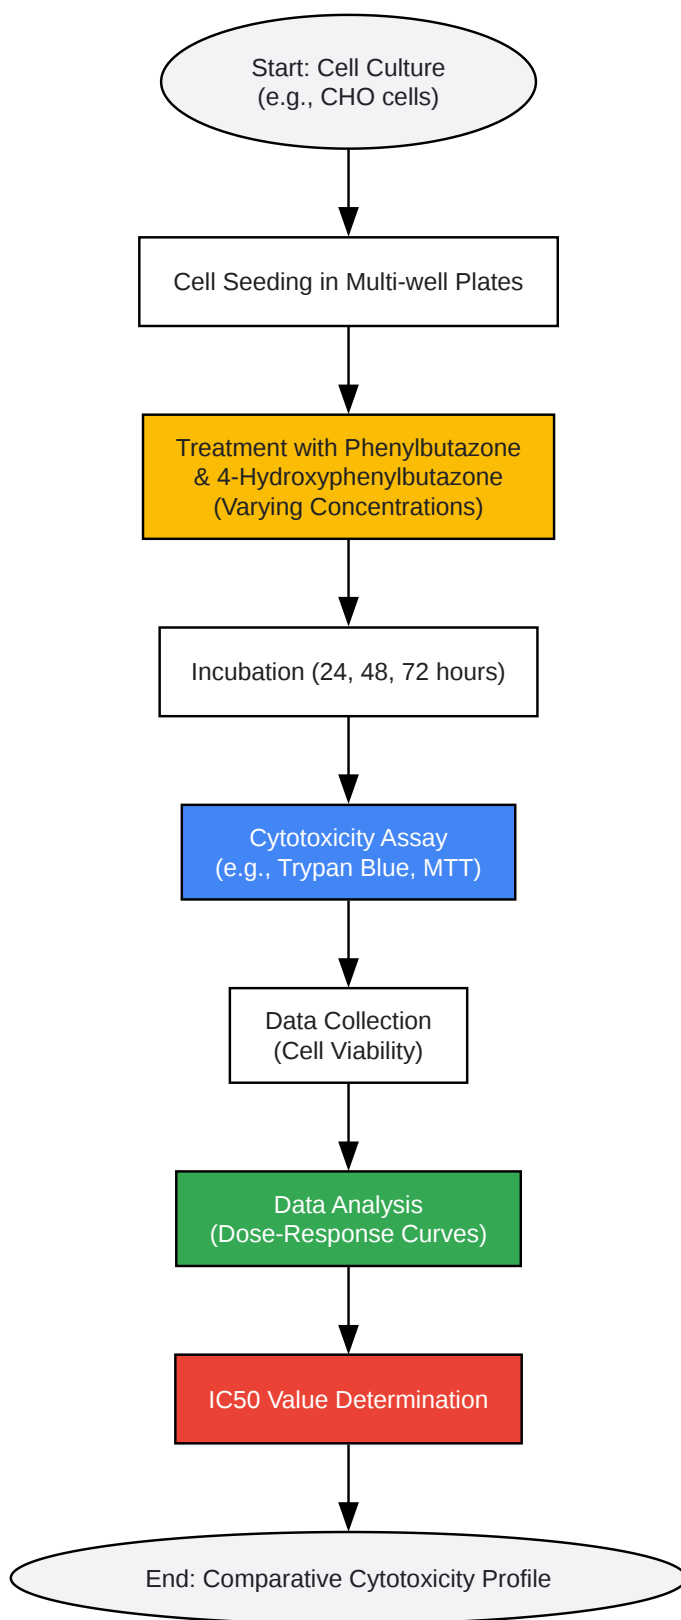 Start: Cell Culture
(e.g., CHO cells)
Cell Seeding in Multi-well Plates
Treatment with Phenylbutazone
& 4-Hydroxyphenylbutazone
(Varying Concentrations)
Incubation (24, 48, 72 hours)
Cytotoxicity Assay
(e.g., Trypan Blue, MTT)
Data Collection
(Cell Viability)
Data Analysis
(Dose-Response Curves)
IC50 Value Determination
End: Comparative Cytotoxicity Profile